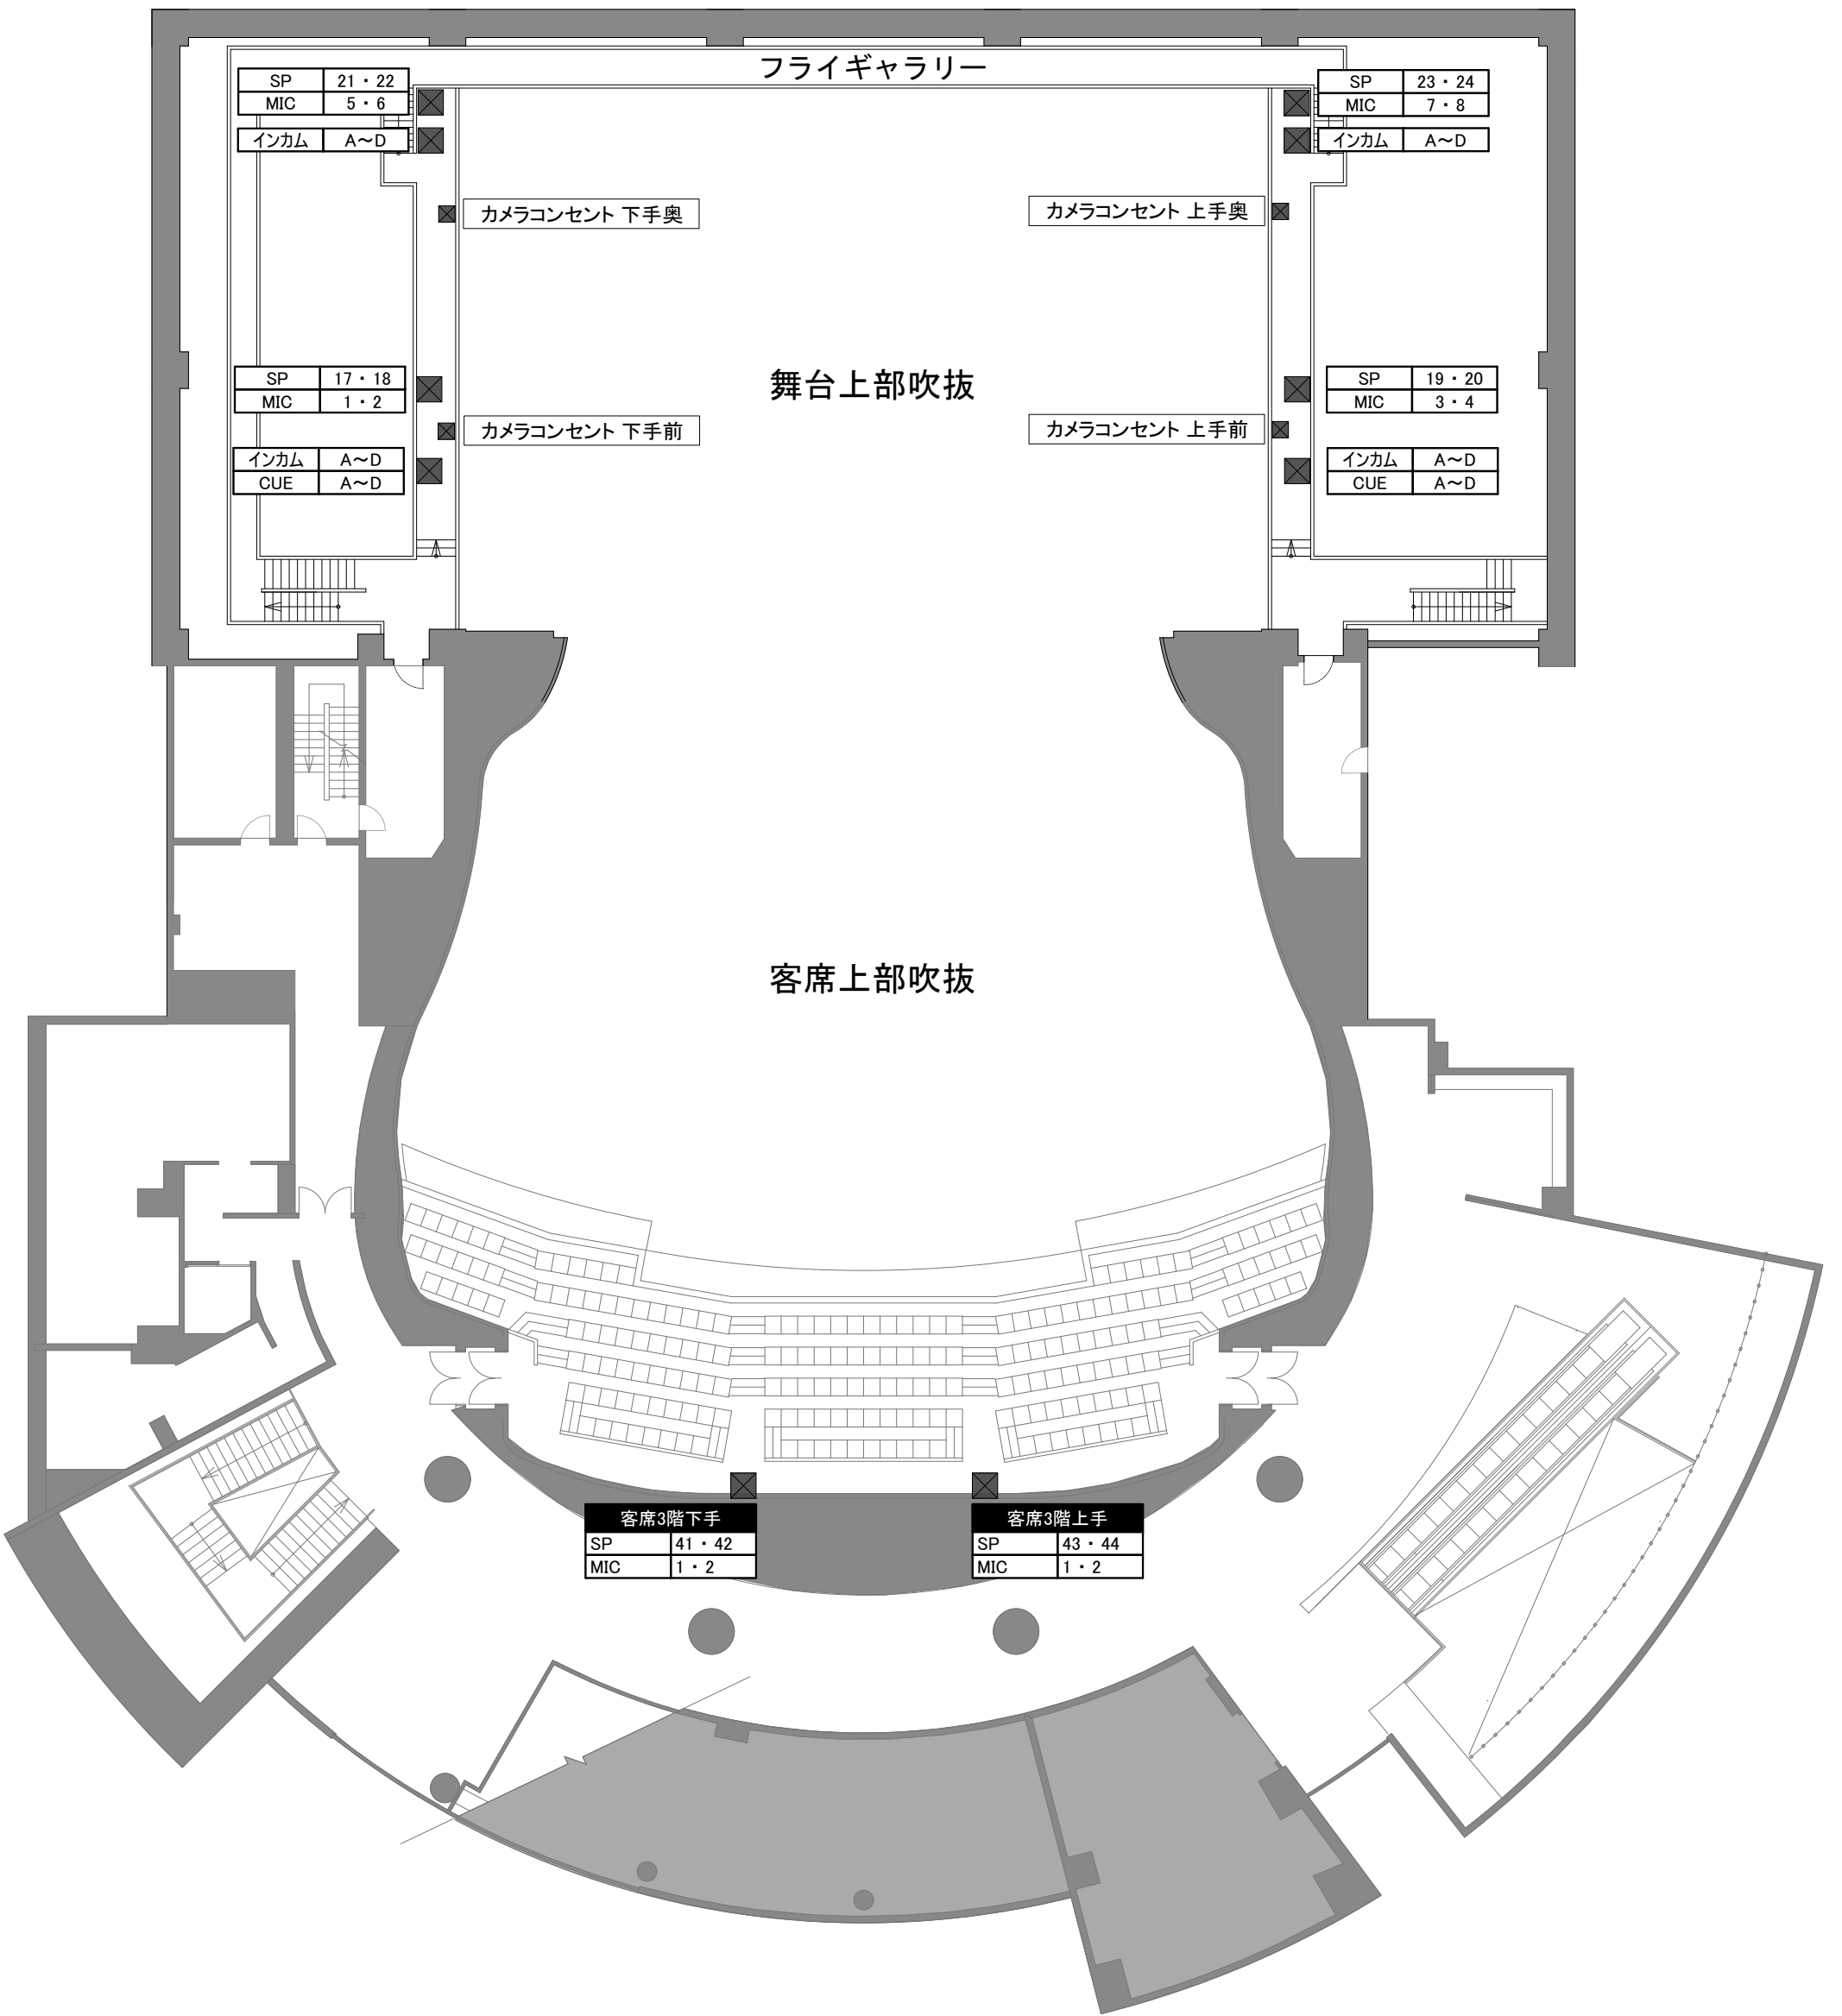 フライギャラリー
SP 21・22
MIC 5・6
インカム A～D
SP 23・24
MIC 7・8
インカム A～D
カメラコンセント 下手奥
カメラコンセント 上手奥
舞台上部吹抜
SP 17・18
MIC 1・2
SP 19・20
MIC 3・4
カメラコンセント 下手前
カメラコンセント 上手前
インカム A～D
CUE A～D
インカム A～D
CUE A～D
客席上部吹抜
客席3階下手
SP 41・42
MIC 1・2
客席3階上手
SP 43・44
MIC 1・2